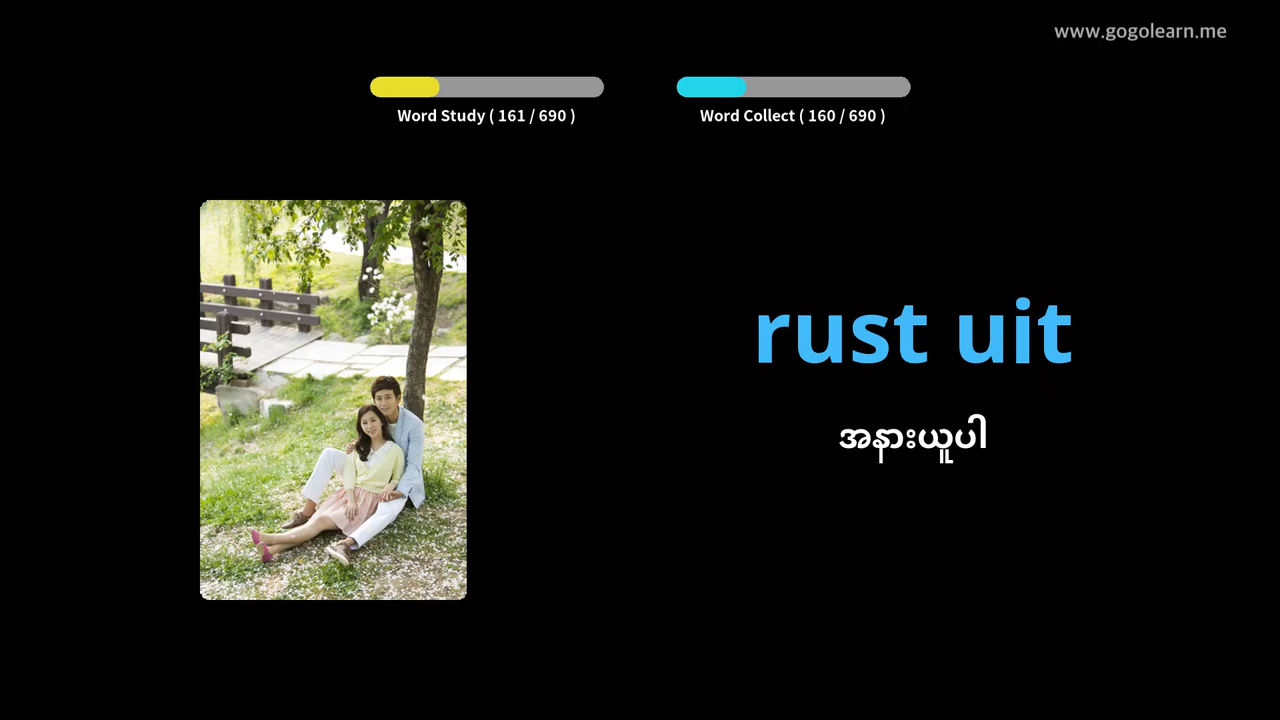 www.gogolearn.me
Word Study ( 161 / 690 )
Word Collect ( 160 / 690 )
rust uit
အနားယူပါ